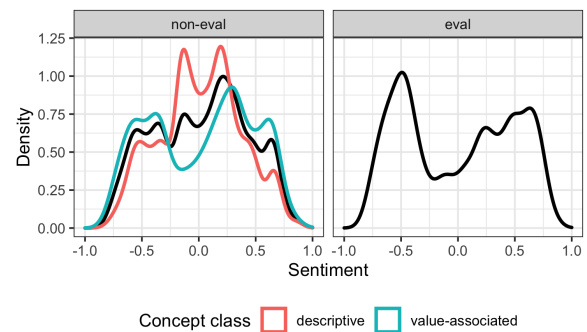 non-eval eval
1.25
1.00
0.75
0.50
0.25
0.00
Density
-1.0 -0.5 0.0 0.5 1.0 -1.0 -0.5 0.0 0.5 1.0
Sentiment
Concept class descriptive value-associated